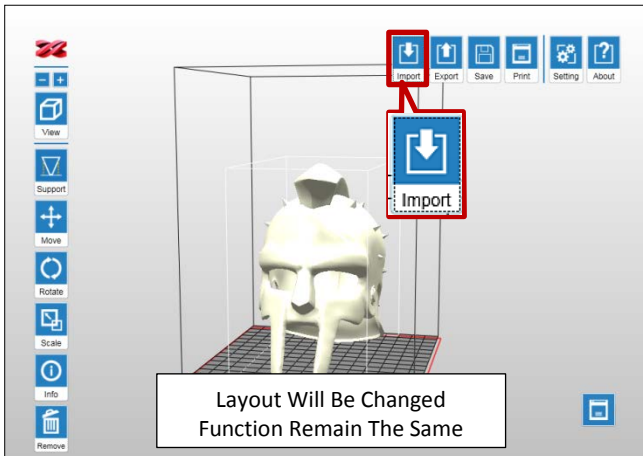 Import
Export
Save
Print
Setting
About
View
Support
Move
Rotate
Scale
Info
Remove
Import
Layout Will Be Changed
Function Remain The Same